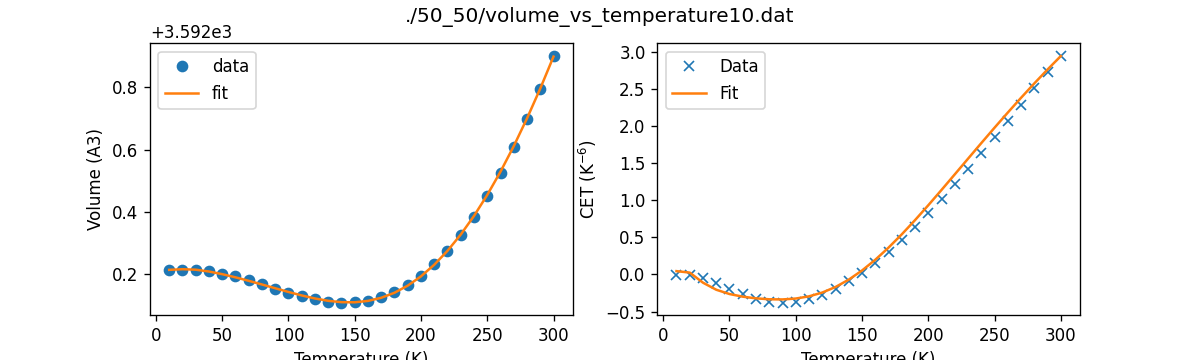 ./50_50/volume_vs_temperature10.dat
+3.592e3
data
fit
Volume (A3)
0.8
0.6
0.4
0.2
0 50 100 150 200 250 300
Temperature (K)
Data
Fit
CET (K⁻⁶)
3.0
2.5
2.0
1.5
1.0
0.5
0.0
−0.5
0 50 100 150 200 250 300
Temperature (K)